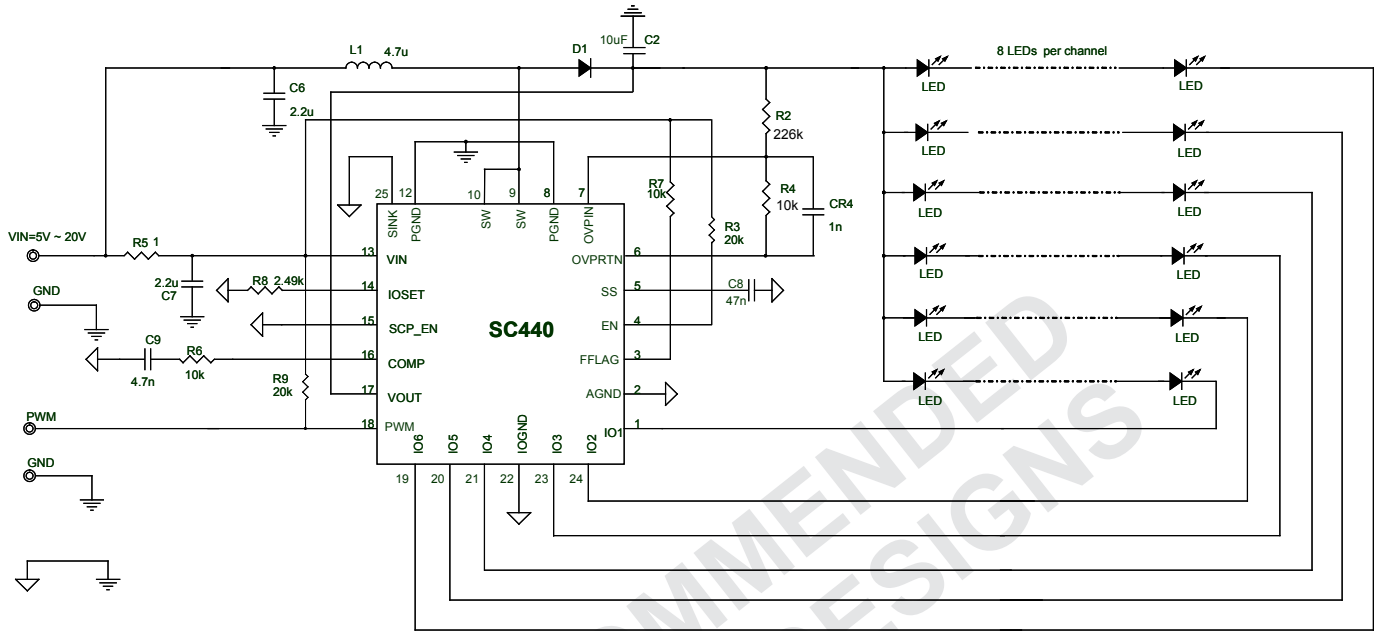 L1 4.7u
D1
10uF C2
8 LEDs per channel
C6
2.2u
LED
LED
R2
226k
LED
LED
25 12 10 9 8 7
R7
10k
R4
10k
CR4
1n
R3
20k
LED
LED
SINK PGND SW SW PGND OVPIN
VIN=5V ~ 20V
R5 1
13 VIN
OVPRTN 6
LED
LED
2.2u
C7
R8 2.49k
14 IOSET
SS 5
C8
47n
GND
15 SCP_EN
SC440
EN 4
LED
LED
C9
4.7n
R6
10k
16 COMP
FFLAG 3
R9
20k
17 VOUT
AGND 2
LED
LED
PWM
18 PWM
IO1 1
IO6 IO5 IO4 IOGND IO3 IO2
GND
19 20 21 22 23 24
MMENDED
ESIGNS